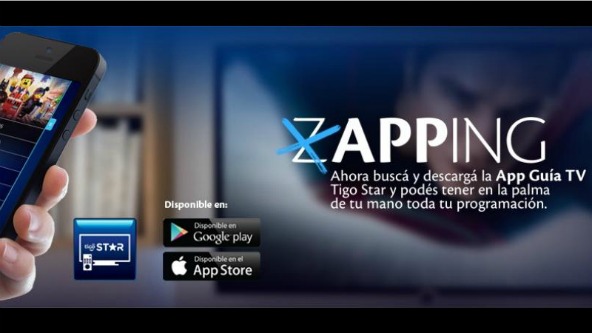 ZAPPING
Ahora buscá y descargá la App Guía TV
Tigo Star y podés tener en la palma
de tu mano toda tu programación.
Disponible en:
Disponible en
Google play
Disponible en el
App Store
tigo STAR